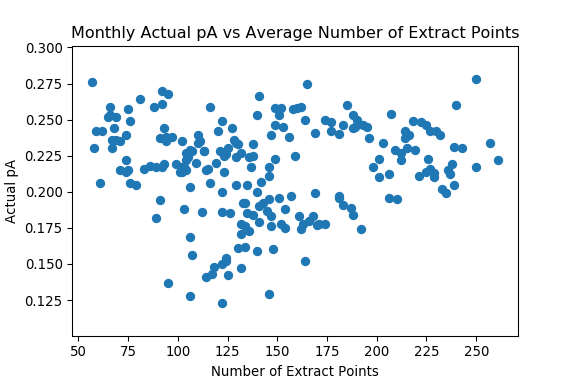 Monthly Actual pA vs Average Number of Extract Points
0.300
0.275
0.250
0.225
0.200
0.175
0.150
0.125
Actual pA
50 75 100 125 150 175 200 225 250
Number of Extract Points